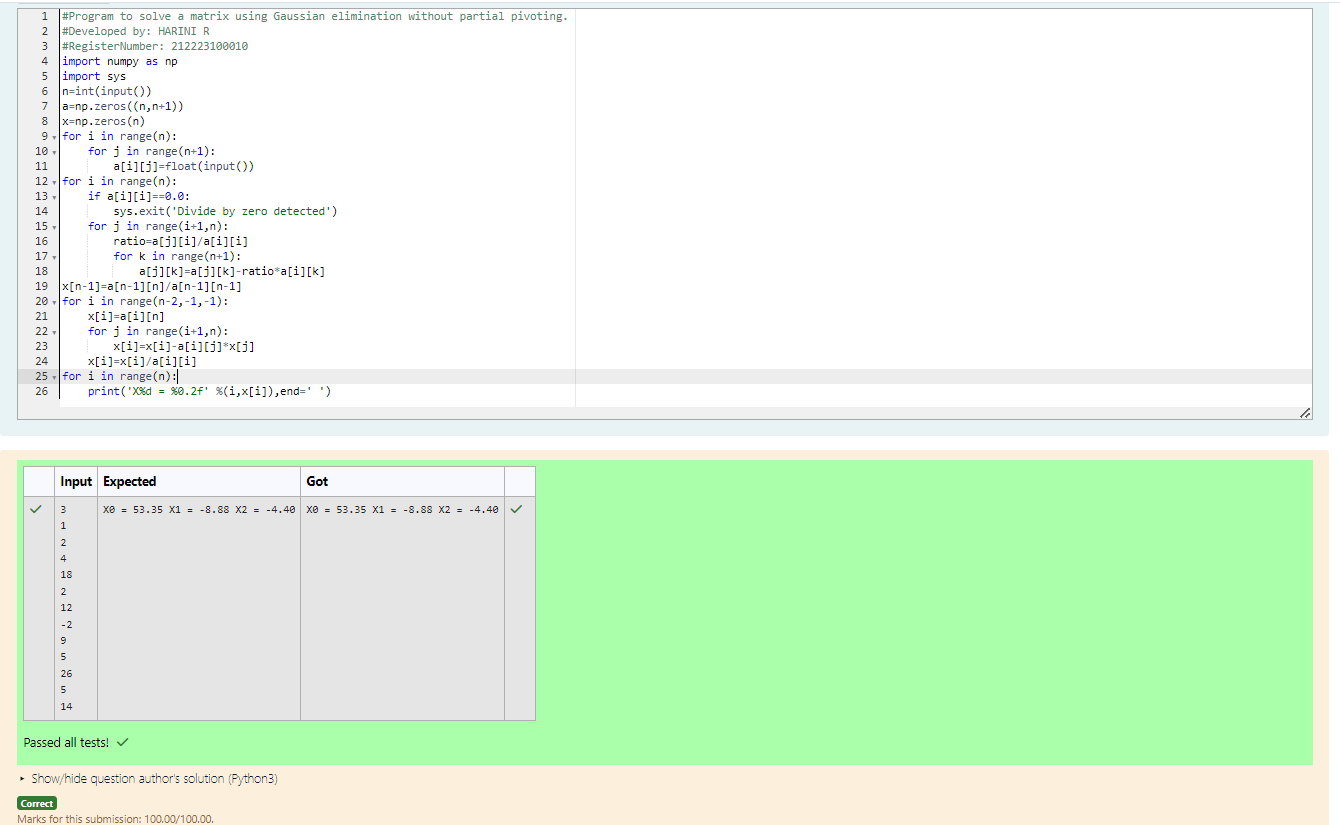 1 #Program to solve a matrix using Gaussian elimination without partial pivoting.
2 #Developed by: HARINI R
3 #RegisterNumber: 212223100010
4 import numpy as np
5 import sys
6 n=int(input())
7 a=np.zeros((n,n+1))
8 x=np.zeros(n)
9 for i in range(n):
10     for j in range(n+1):
11         a[i][j]=float(input())
12 for i in range(n):
13     if a[i][i]==0.0:
14         sys.exit('Divide by zero detected')
15     for j in range(i+1,n):
16         ratio=a[j][i]/a[i][i]
17         for k in range(n+1):
18             a[j][k]=a[j][k]-ratio*a[i][k]
19 x[n-1]=a[n-1][n]/a[n-1][n-1]
20 for i in range(n-2,-1,-1):
21     x[i]=a[i][n]
22     for j in range(i+1,n):
23         x[i]=x[i]-a[i][j]*x[j]
24     x[i]=x[i]/a[i][i]
25 for i in range(n):
26     print('X%d = %0.2f' %(i,x[i]),end=' ')
Input Expected Got
3 X0 = 53.35 X1 = -8.88 X2 = -4.40 X0 = 53.35 X1 = -8.88 X2 = -4.40
1
2
4
18
2
12
-2
9
5
26
5
14
Passed all tests!
Show/hide question author's solution (Python3)
Correct
Marks for this submission: 100.00/100.00.